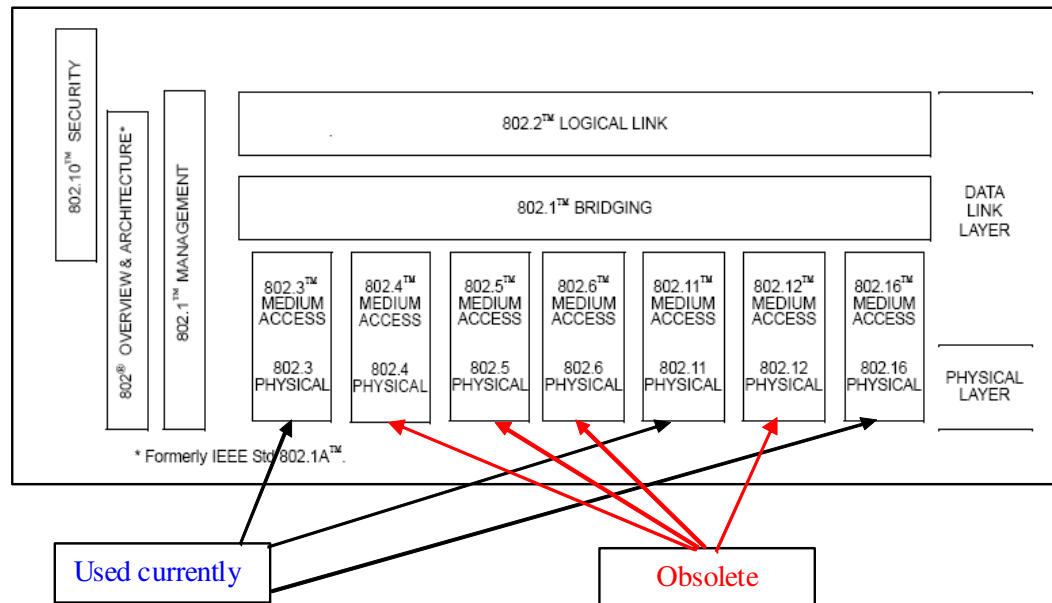 802.10™ SECURITY
802® OVERVIEW & ARCHITECTURE*
802.1™ MANAGEMENT
802.2™ LOGICAL LINK
802.1™ BRIDGING
802.3™
MEDIUM
ACCESS
802.3
PHYSICAL
802.4™
MEDIUM
ACCESS
802.4
PHYSICAL
802.5™
MEDIUM
ACCESS
802.5
PHYSICAL
802.6™
MEDIUM
ACCESS
802.6
PHYSICAL
802.11™
MEDIUM
ACCESS
802.11
PHYSICAL
802.12™
MEDIUM
ACCESS
802.12
PHYSICAL
802.16™
MEDIUM
ACCESS
802.16
PHYSICAL
DATA
LINK
LAYER
PHYSICAL
LAYER
* Formerly IEEE Std 802.1A™.
Used currently
Obsolete